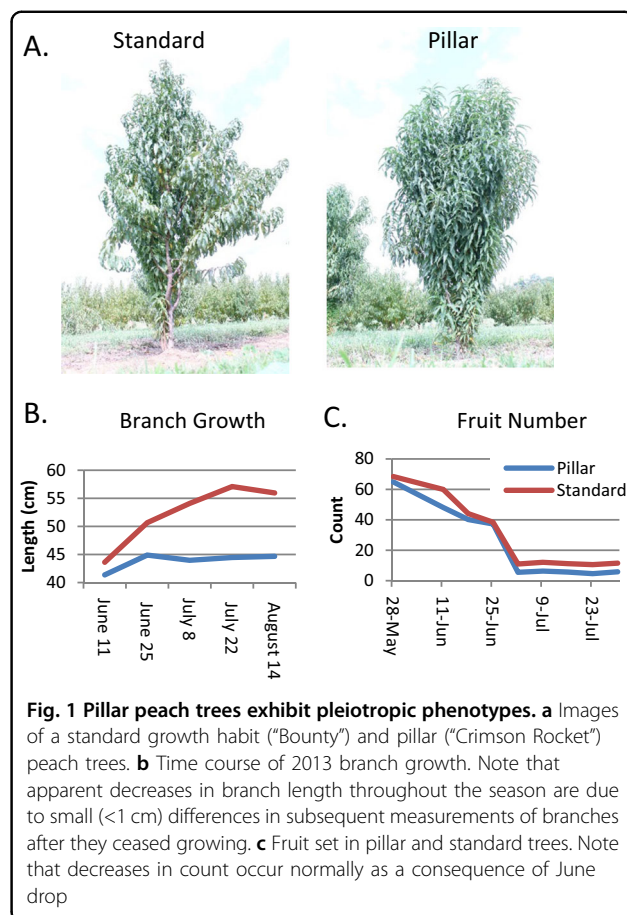 A.
Standard
Pillar
B.
Branch Growth
Length (cm)
60
55
50
45
40
June 11
June 25
July 8
July 22
August 14
C.
Fruit Number
Count
80
60
40
20
0
28-May
11-Jun
25-Jun
9-Jul
23-Jul
Pillar
Standard
Fig. 1 Pillar peach trees exhibit pleiotropic phenotypes. a Images
of a standard growth habit (“Bounty”) and pillar (“Crimson Rocket”)
peach trees. b Time course of 2013 branch growth. Note that
apparent decreases in branch length throughout the season are due
to small (<1 cm) differences in subsequent measurements of branches
after they ceased growing. c Fruit set in pillar and standard trees. Note
that decreases in count occur normally as a consequence of June
drop